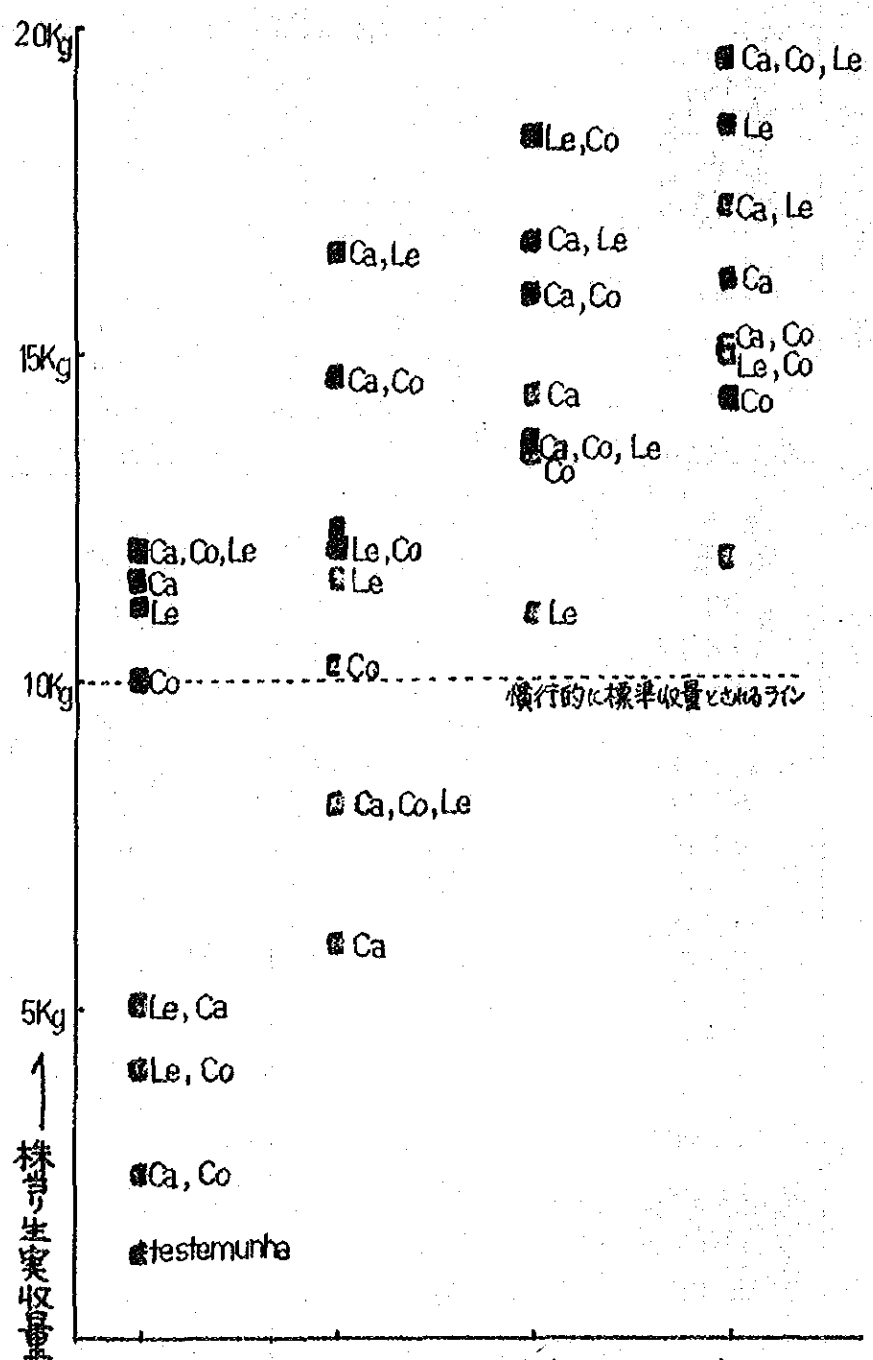 20Kg
Ca, Co, Le
Le
Le, Co
Ca, Le
Ca, Le
Ca, Le
Ca, Co
Ca
15Kg
Ca, Co
Le, Co
Ca, Co
Ca
Co
Ca, Co, Le
Co
Ca, Co, Le
Le, Co
Ca
Le
Le
Le
Co
10Kg
Co
慣行的に標準収量とされるライン
Ca, Co, Le
Ca
5Kg
Le, Ca
Le, Co
Ca, Co
testemunha
株当り生実収量